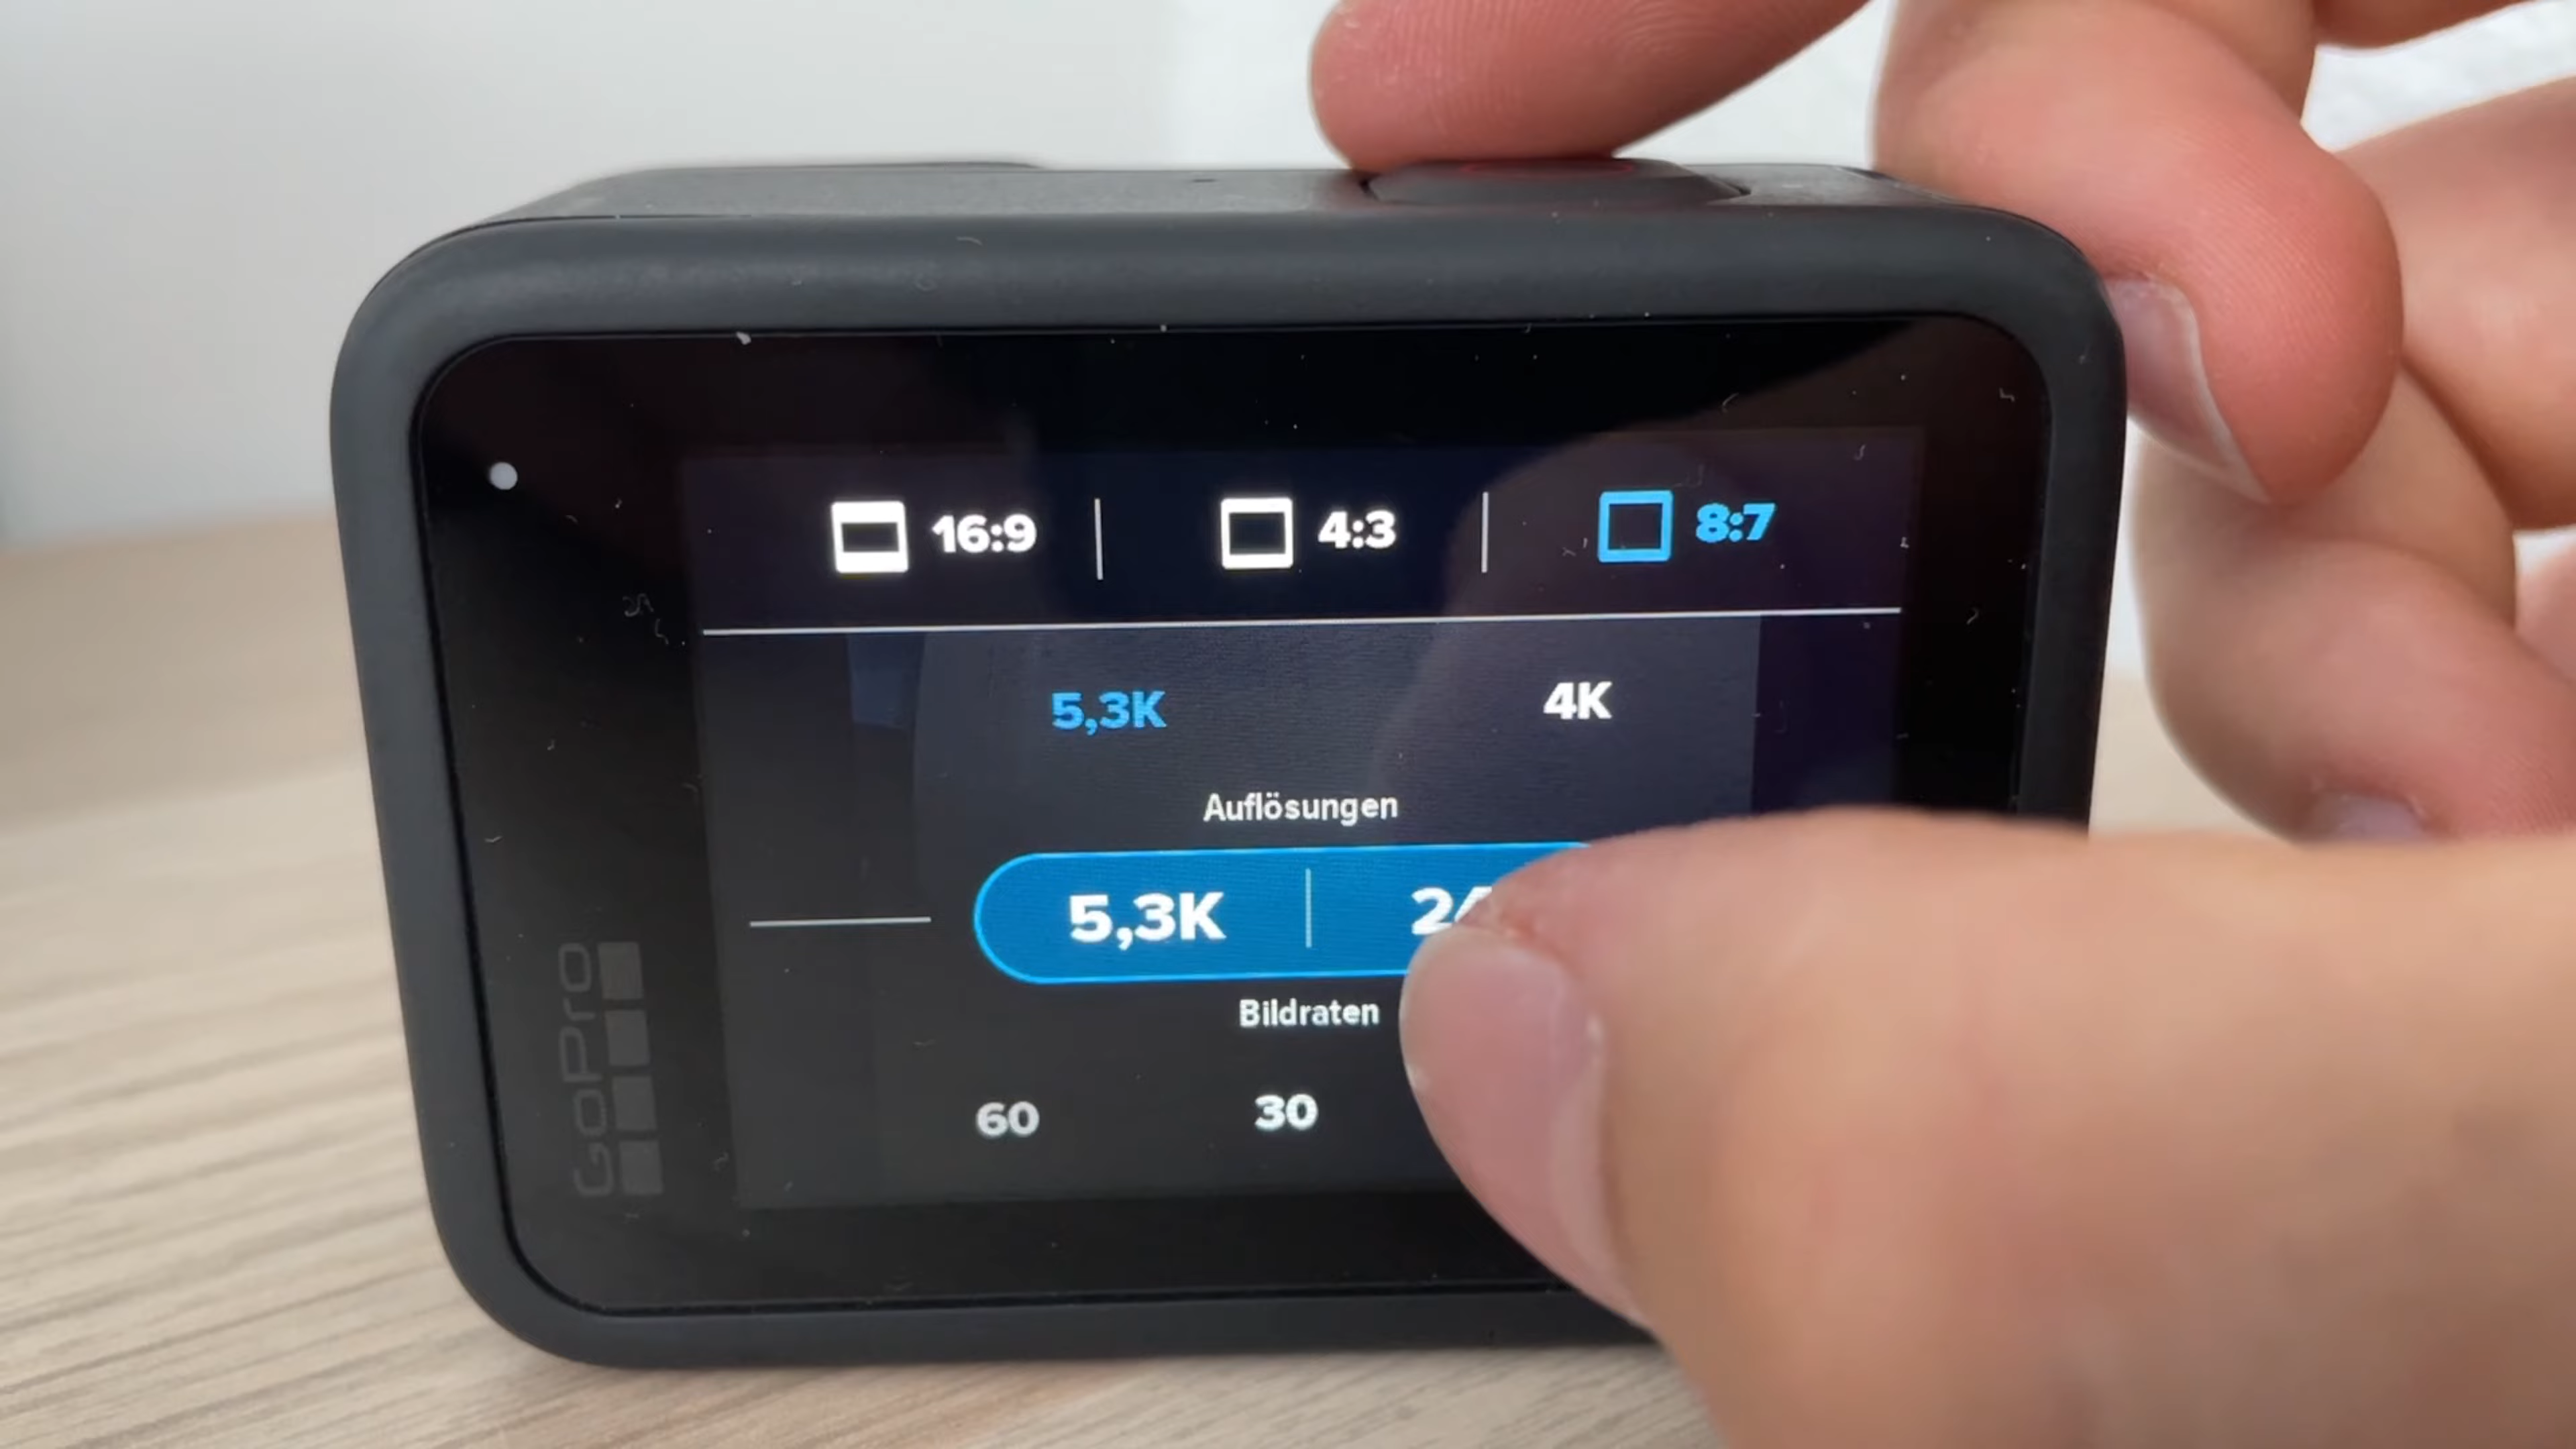 16:9 | 4:3 | 8:7
5,3K 4K
Auflösungen
5,3K |
Bildraten
60 30
GoPro